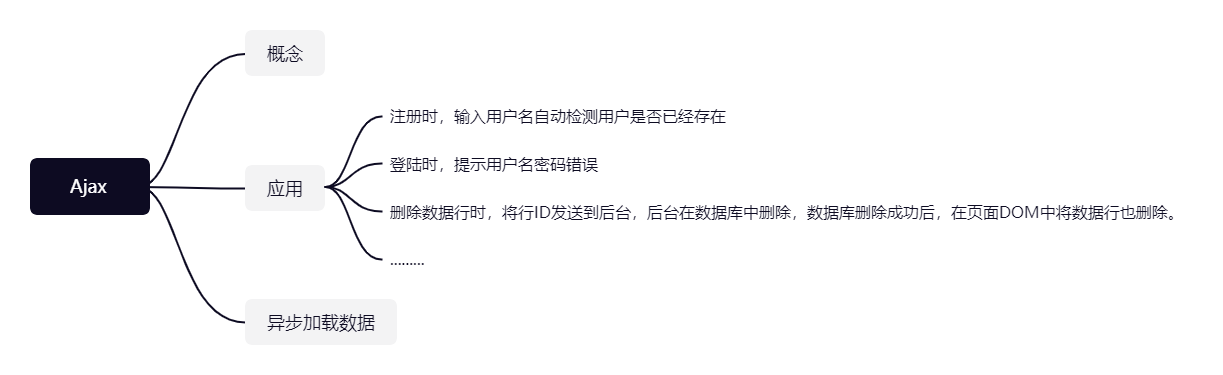 概念
Ajax
应用
注册时，输入用户名自动检测用户是否已经存在
登陆时，提示用户名密码错误
删除数据行时，将行ID发送到后台，后台在数据库中删除，数据库删除成功后，在页面DOM中将数据行也删除。
.........
异步加载数据